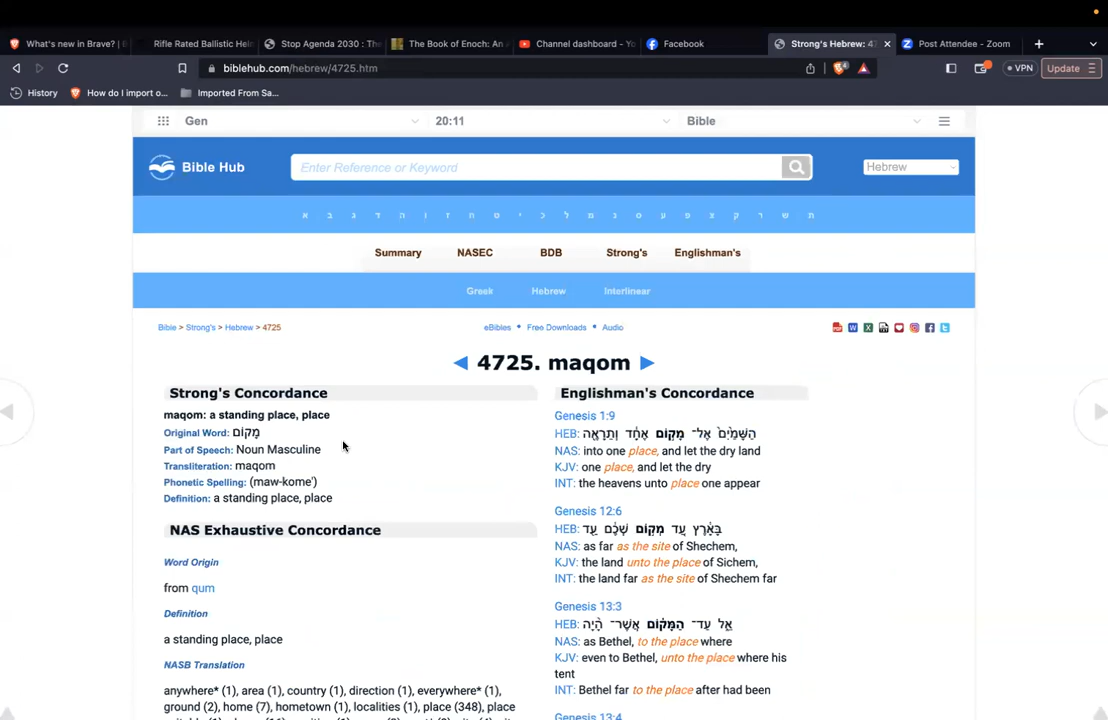 What's new in Brave? | B
Rifle Rated Ballistic Heln
Stop Agenda 2030 : The
The Book of Enoch: An A
Channel dashboard - Yo
Facebook
Strong's Hebrew: 47
Post Attendee - Zoom
biblehub.com/hebrew/4725.htm
4
VPN
Update
History
How do I import o...
Imported From Sa...
Gen
20:11
Bible
Bible Hub
Enter Reference or Keyword
Hebrew
א ב ג ד ה ו ז ח ט י כ ל מ נ ס ע פ צ ק ר ש ת
Summary NASEC BDB Strong's Englishman's
Greek Hebrew Interlinear
Bible > Strong's > Hebrew > 4725
eBibles • Free Downloads • Audio
4725. maqom
Strong's Concordance
maqom: a standing place, place
Original Word: מָקוֹם
Part of Speech: Noun Masculine
Transliteration: maqom
Phonetic Spelling: (maw-kome')
Definition: a standing place, place
NAS Exhaustive Concordance
Word Origin
from qum
Definition
a standing place, place
NASB Translation
anywhere* (1), area (1), country (1), direction (1), everywhere* (1),
ground (2), home (7), hometown (1), localities (1), place (348), place
Englishman's Concordance
Genesis 1:9
HEB: הַשָּׁמַ֙יִם֙ אֶל־ מָק֣וֹם אֶחָ֔ד וְתֵרָאֶ֖ה
NAS: into one place, and let the dry land
KJV: one place, and let the dry
INT: the heavens unto place one appear
Genesis 12:6
HEB: בָּאָ֔רֶץ עַ֚ד מְק֣וֹם שְׁכֶ֔ם עַ֖ד
NAS: as far as the site of Shechem,
KJV: the land unto the place of Sichem,
INT: the land far as the site of Shechem far
Genesis 13:3
HEB: אֵ֑ל עַד־ הַמָּק֗וֹם אֲשֶׁר־ הָ֨יָה
NAS: as Bethel, to the place where
KJV: even to Bethel, unto the place where his
tent
INT: Bethel far to the place after had been
Genesis 13:4